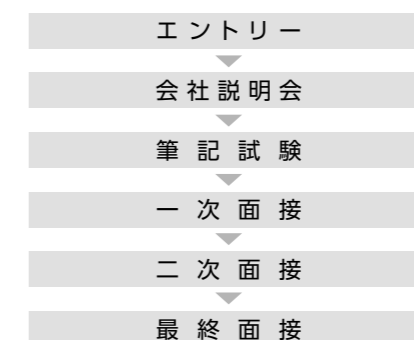 エントリー
会社説明会
筆記試験
一次面接
二次面接
最終面接